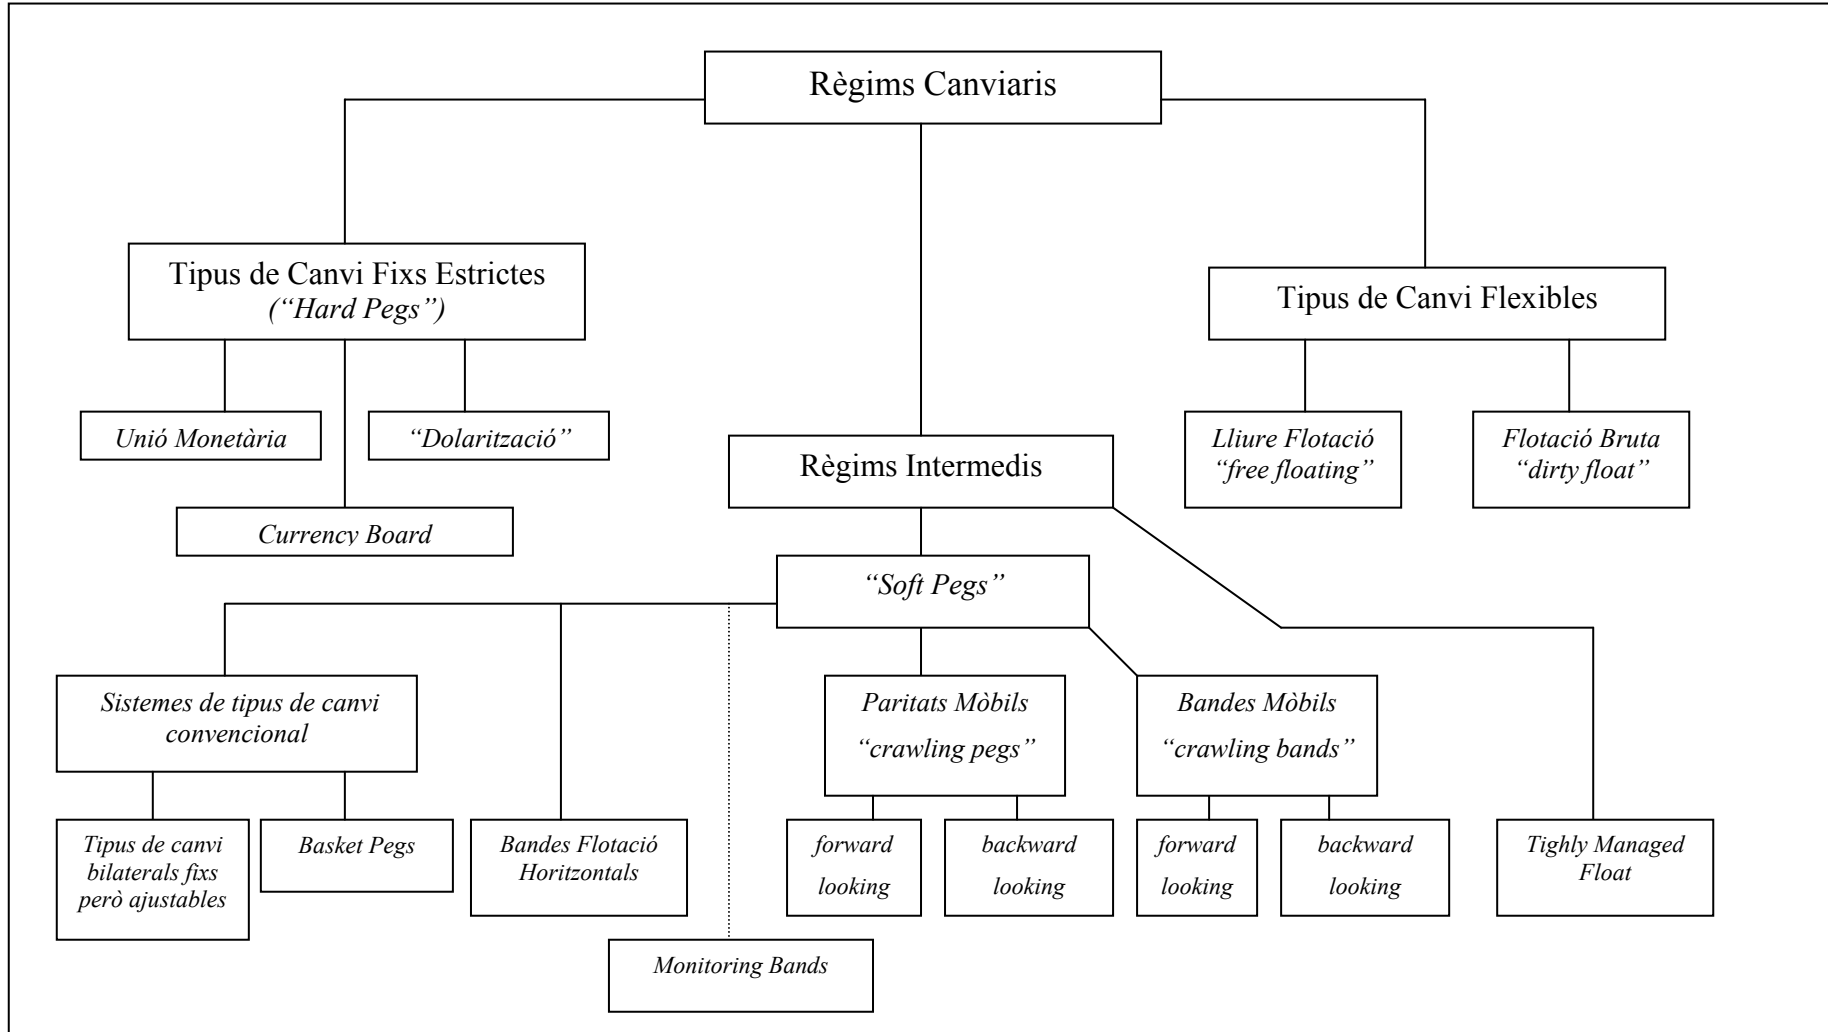 Règims Canviaris
Tipus de Canvi Fixs Estrictes
(“Hard Pegs”)
Tipus de Canvi Flexibles
Unió Monetària
“Dolarització”
Lliure Flotació
“free floating”
Flotació Bruta
“dirty float”
Règims Intermedis
Currency Board
“Soft Pegs”
Sistemes de tipus de canvi
convencional
Paritats Mòbils
“crawling pegs”
Bandes Mòbils
“crawling bands”
Tipus de canvi
bilaterals fixs
però ajustables
Basket Pegs
Bandes Flotació
Horitzontals
forward
looking
backward
looking
forward
looking
backward
looking
Tighly Managed
Float
Monitoring Bands